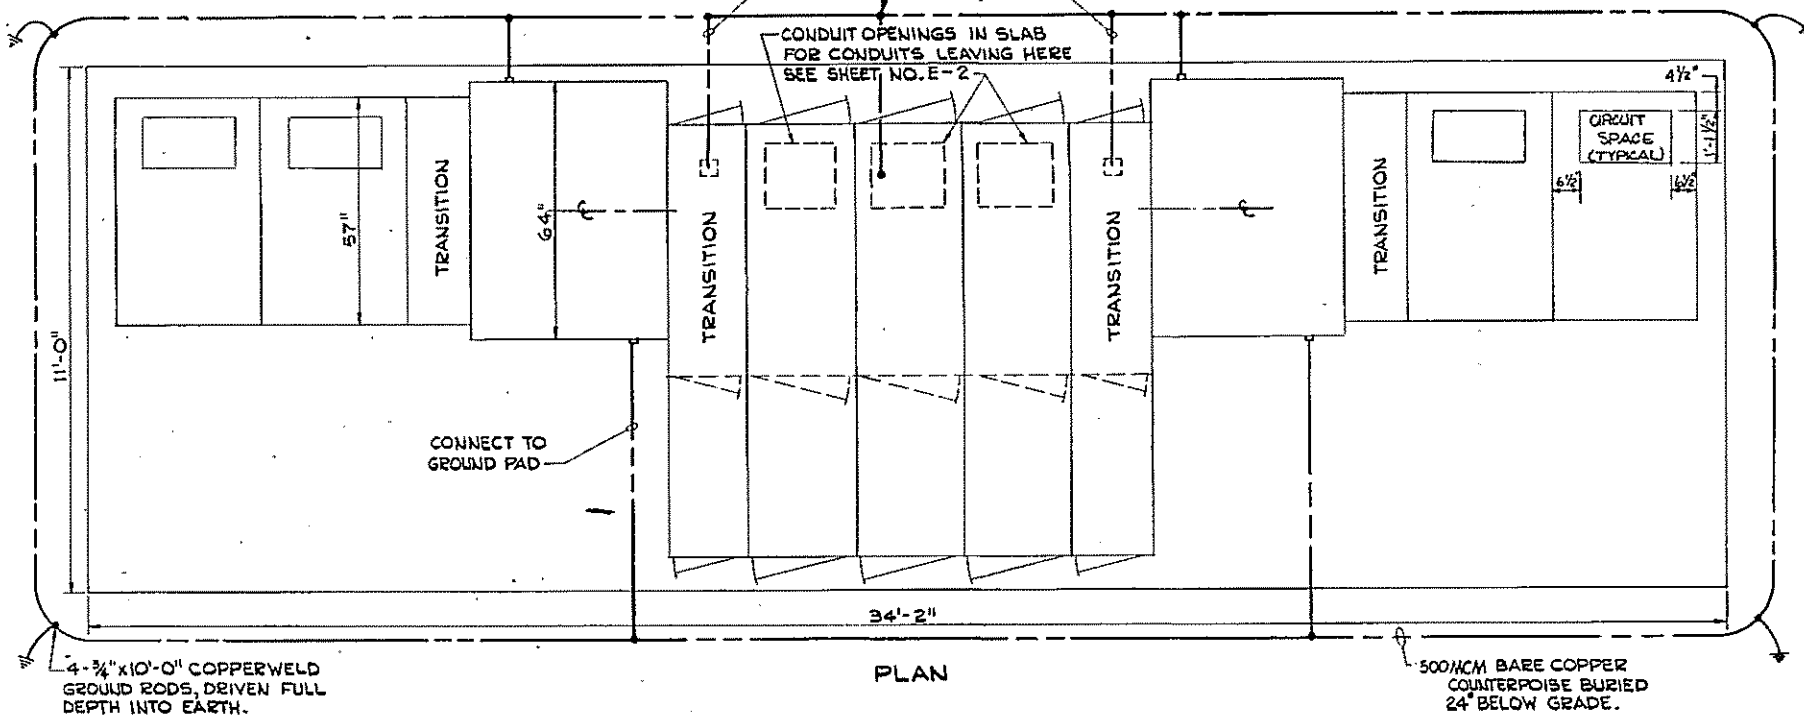 CONDUIT OPENINGS IN SLAB
FOR CONDUITS LEAVING HERE
SEE SHEET NO. E-2
4½"
CIRCUIT
SPACE
(TYPICAL)
1'-1½"
6½"
6½"
57"
TRANSITION
64"
TRANSITION
TRANSITION
TRANSITION
11'-0"
CONNECT TO
GROUND PAD
34'-2"
4-¾"x10'-0" COPPERWELD
GROUND RODS, DRIVEN FULL
DEPTH INTO EARTH.
PLAN
500MCM BARE COPPER
COUNTERPOISE BURIED
24" BELOW GRADE.